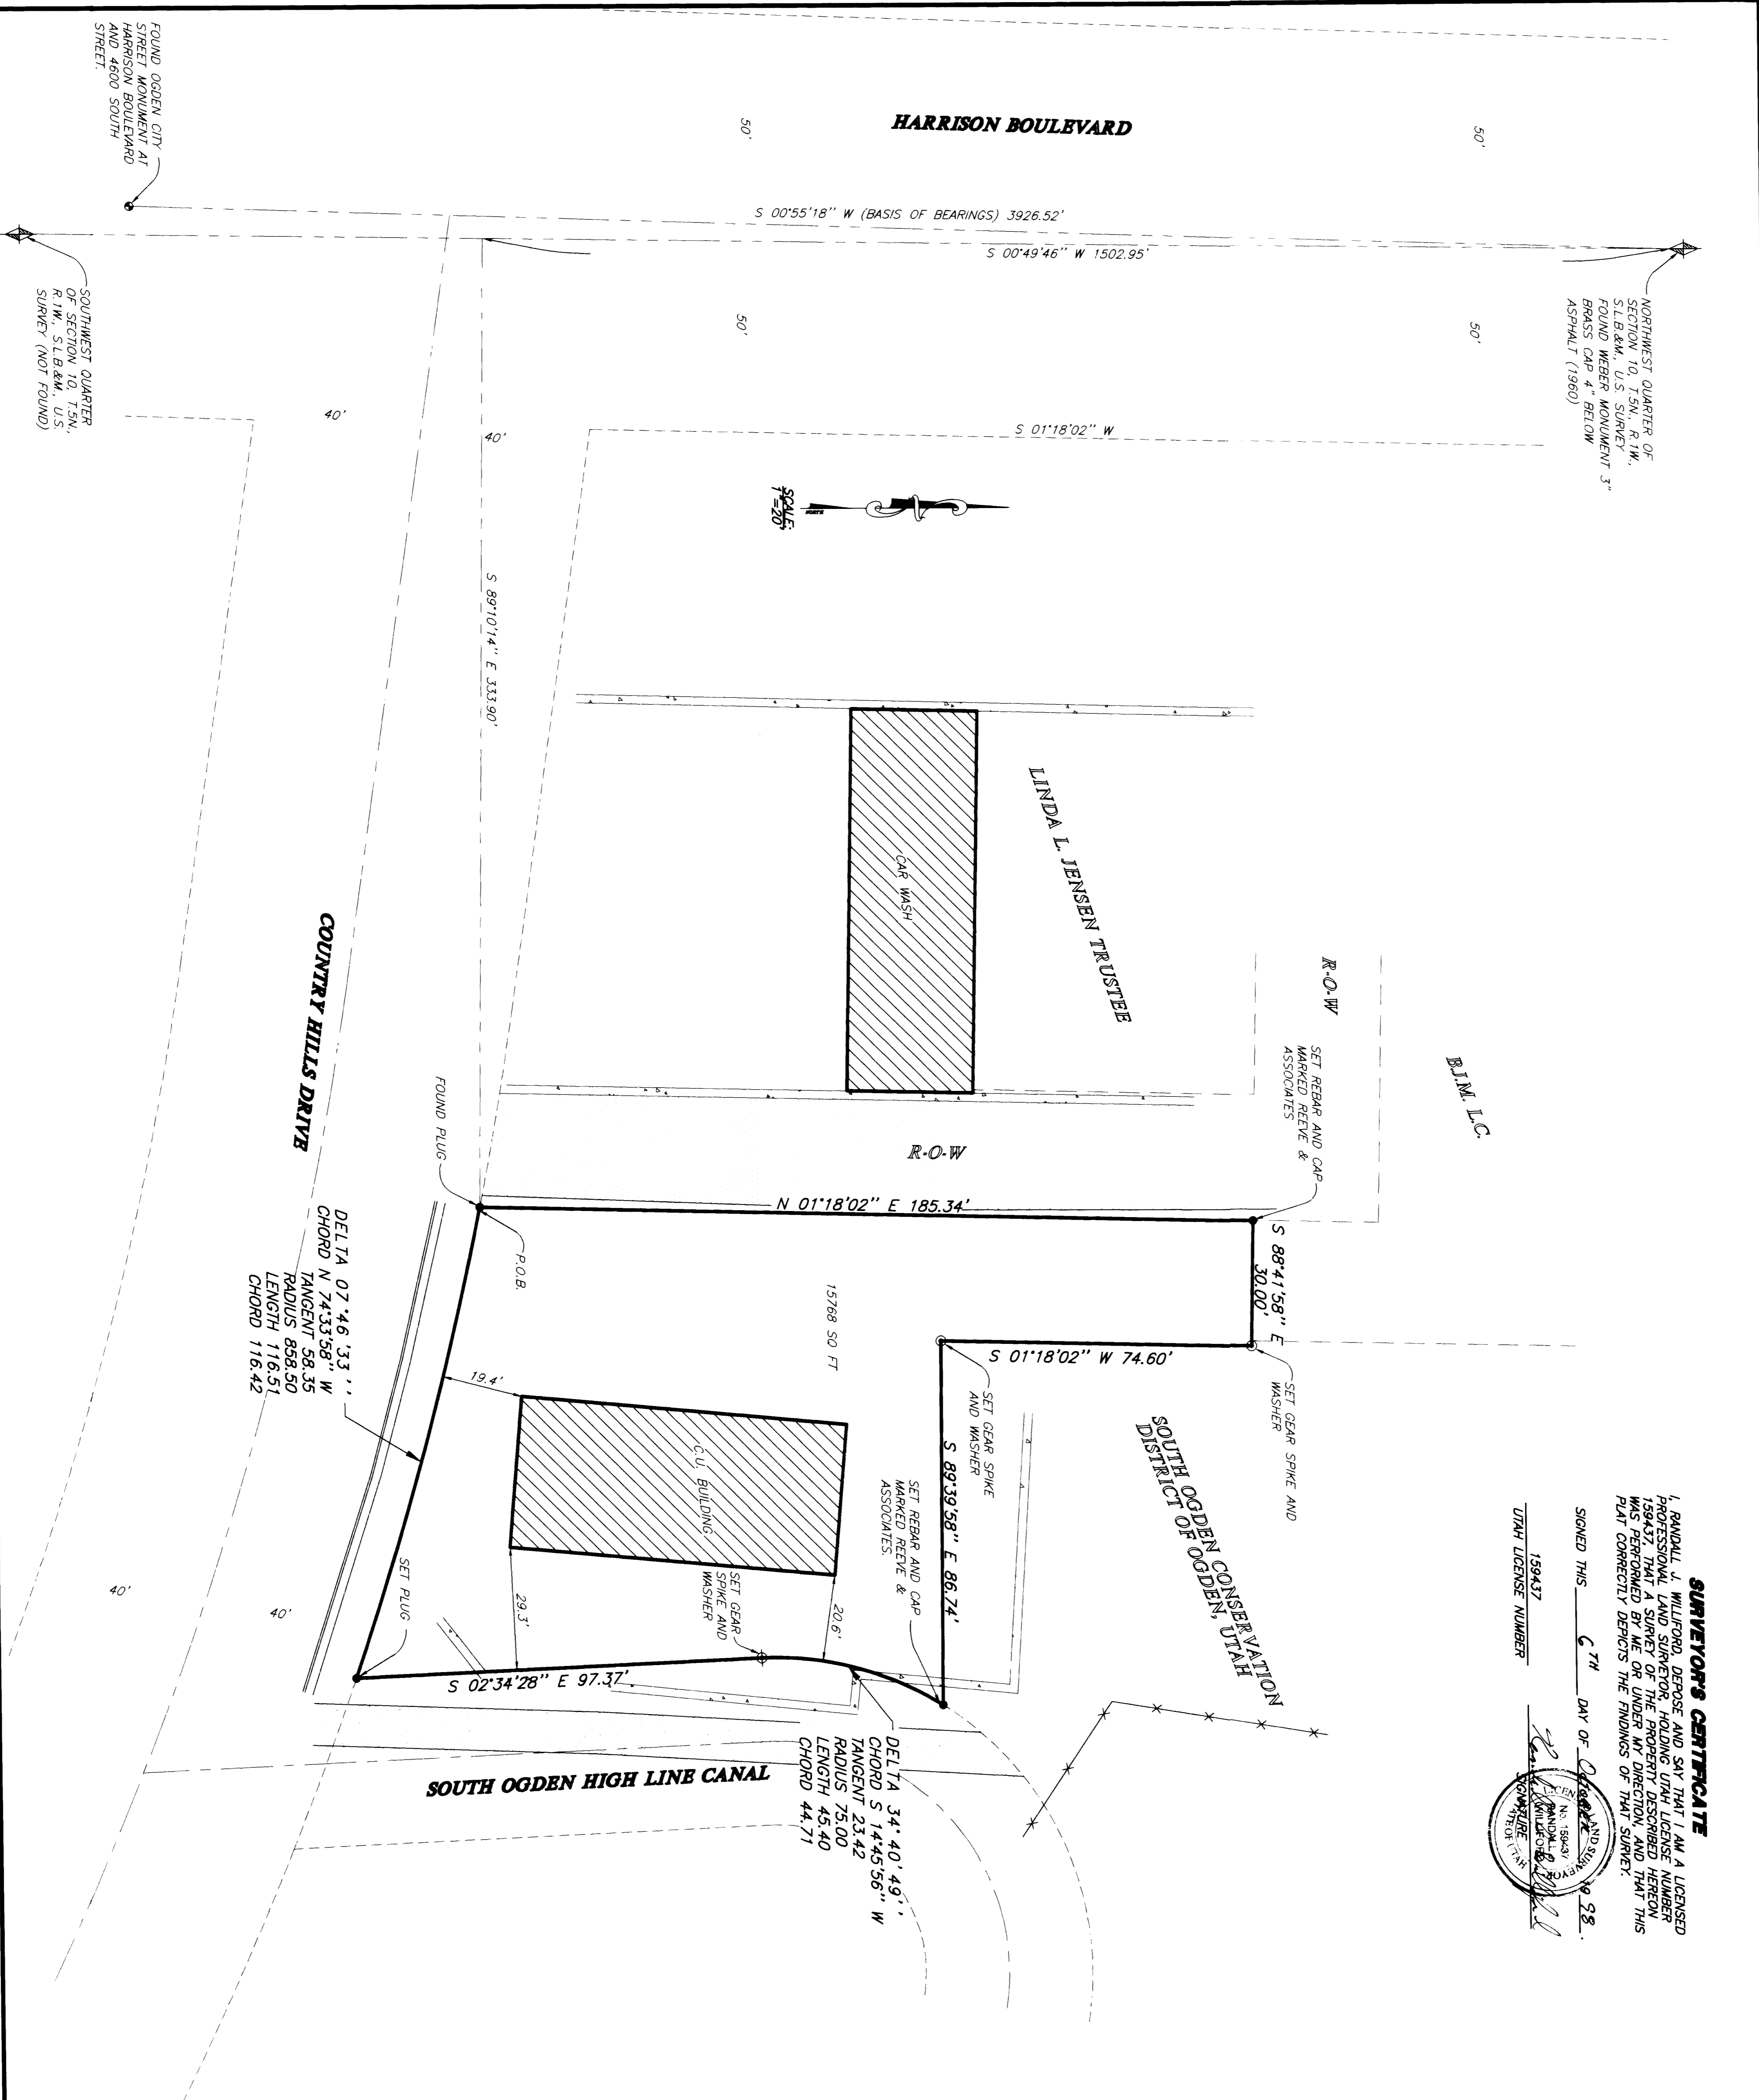 SURVEYOR'S CERTIFICATE
I, RANDALL J. WILLIFORD, DEPOSE AND SAY THAT I AM A LICENSED
PROFESSIONAL LAND SURVEYOR, HOLDING UTAH LICENSE NUMBER
159437, THAT A SURVEY OF THE PROPERTY DESCRIBED HEREON
WAS PERFORMED BY ME OR UNDER MY DIRECTION, AND THAT THIS
PLAT CORRECTLY DEPICTS THE FINDINGS OF THAT SURVEY.
SIGNED THIS 6TH DAY OF October 1998.
159437
UTAH LICENSE NUMBER
SIGNATURE
No. 159437
RANDALL J.
WILLIFORD
LICENSED LAND SURVEYOR
STATE OF UTAH
NORTHWEST QUARTER OF
SECTION 10, T.5N., R.1W.,
S.L.B.&M., U.S. SURVEY
FOUND WEBER MONUMENT 3"
BRASS CAP 4" BELOW
ASPHALT (1960)
50'
50'
HARRISON BOULEVARD
50'
50'
S 00°55'18" W (BASIS OF BEARINGS) 3926.52'
S 00°49'46" W 1502.95'
S 01°18'02" W
SCALE:
1"=20'
NORTH
B.J.M. L.C.
R-O-W
SET REBAR AND CAP
MARKED REEVE &
ASSOCIATES
LINDA L. JENSEN TRUSTEE
CAR WASH
R-O-W
N 01°18'02" E 185.34'
S 88°41'58" E
30.00'
S 01°18'02" W 74.60'
SET GEAR SPIKE AND
WASHER
SOUTH OGDEN CONSERVATION
DISTRICT OF OGDEN, UTAH
SET GEAR SPIKE
AND WASHER
S 89°39'58" E 86.74'
SET REBAR AND CAP
MARKED REEVE &
ASSOCIATES.
15768 SQ FT
C.U. BUILDING
19.4'
20.6'
29.3'
SET GEAR
SPIKE AND
WASHER
S 02°34'28" E 97.37'
DELTA 34°40'49''
CHORD S 14°45'56" W
TANGENT 23.42
RADIUS 75.00
LENGTH 45.40
CHORD 44.71
SOUTH OGDEN HIGH LINE CANAL
S 89°10'14" E 333.90'
FOUND PLUG
P.O.B.
SET PLUG
DELTA 07°46'33''
CHORD N 74°33'58" W
TANGENT 58.35
RADIUS 858.50
LENGTH 116.51
CHORD 116.42
COUNTRY HILLS DRIVE
40'
40'
40'
40'
FOUND OGDEN CITY
STREET MONUMENT AT
HARRISON BOULEVARD
AND 4600 SOUTH
STREET.
SOUTHWEST QUARTER
OF SECTION 10, T.5N.,
R.1W., S.L.B.&M., U.S.
SURVEY (NOT FOUND)